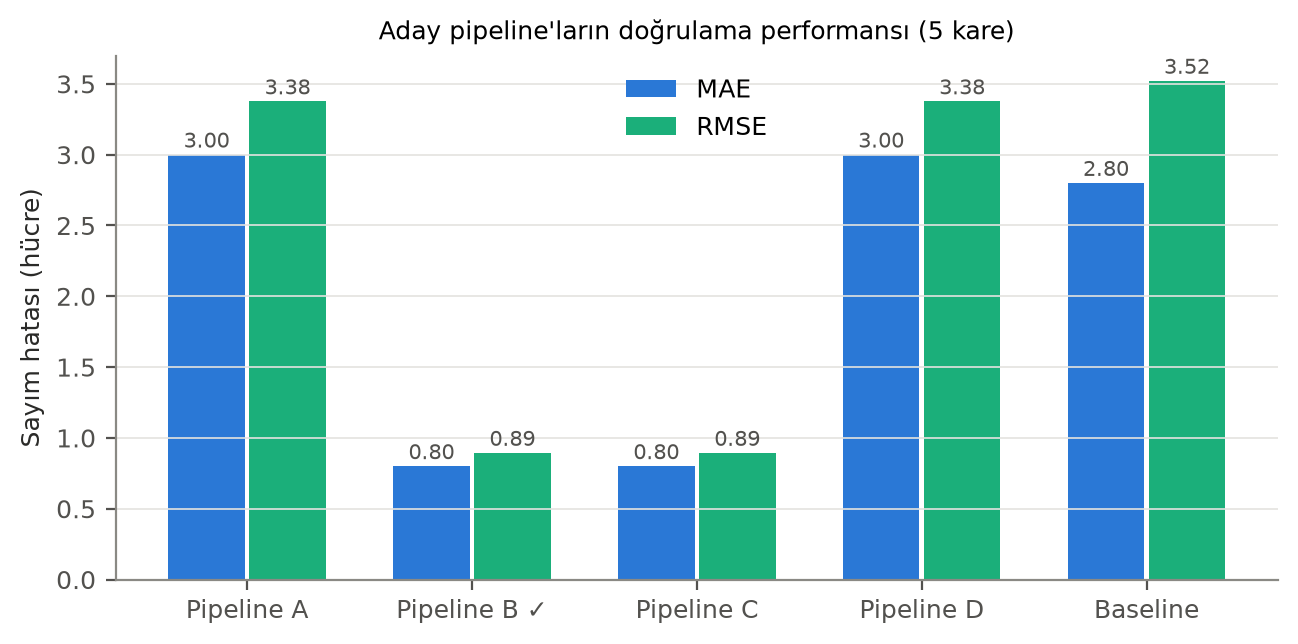 Aday pipeline'ların doğrulama performansı (5 kare)
MAE
RMSE
Sayım hatası (hücre)
3.5
3.0
2.5
2.0
1.5
1.0
0.5
0.0
3.00
3.38
0.80
0.89
0.80
0.89
3.00
3.38
2.80
3.52
Pipeline A
Pipeline B ✓
Pipeline C
Pipeline D
Baseline